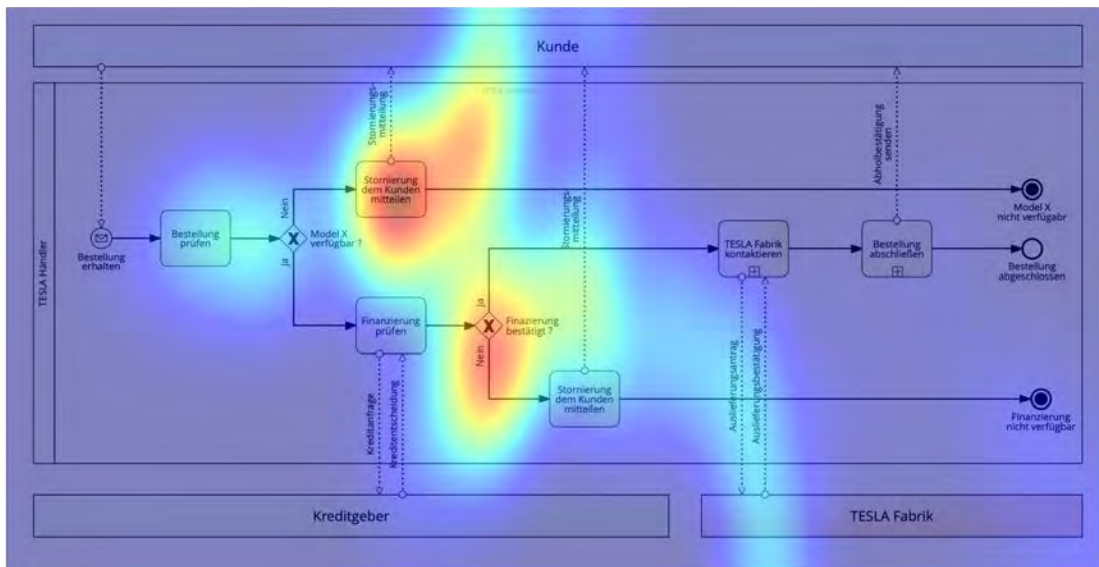 Kunde
TESLA Händler
Stornierungs-
mitteilung
Stornierungs-
mitteilung
Abholbestätigung
senden
Bestellung
erhalten
Bestellung
prüfen
Model X
verfügbar ?
Nein
Ja
Stornierung
dem Kunden
mitteilen
Finanzierung
prüfen
Finazierung
bestätigt ?
Ja
Nein
Stornierung
dem Kunden
mitteilen
TESLA Fabrik
kontaktieren
Bestellung
abschließen
Model X
nicht verfügabr
Bestellung
abgeschlossen
Finanzierung
nicht verfügbar
Kreditanfrage
Kreditentscheidung
Auslieferungsantrag
Auslieferungsbestätigung
Kreditgeber
TESLA Fabrik